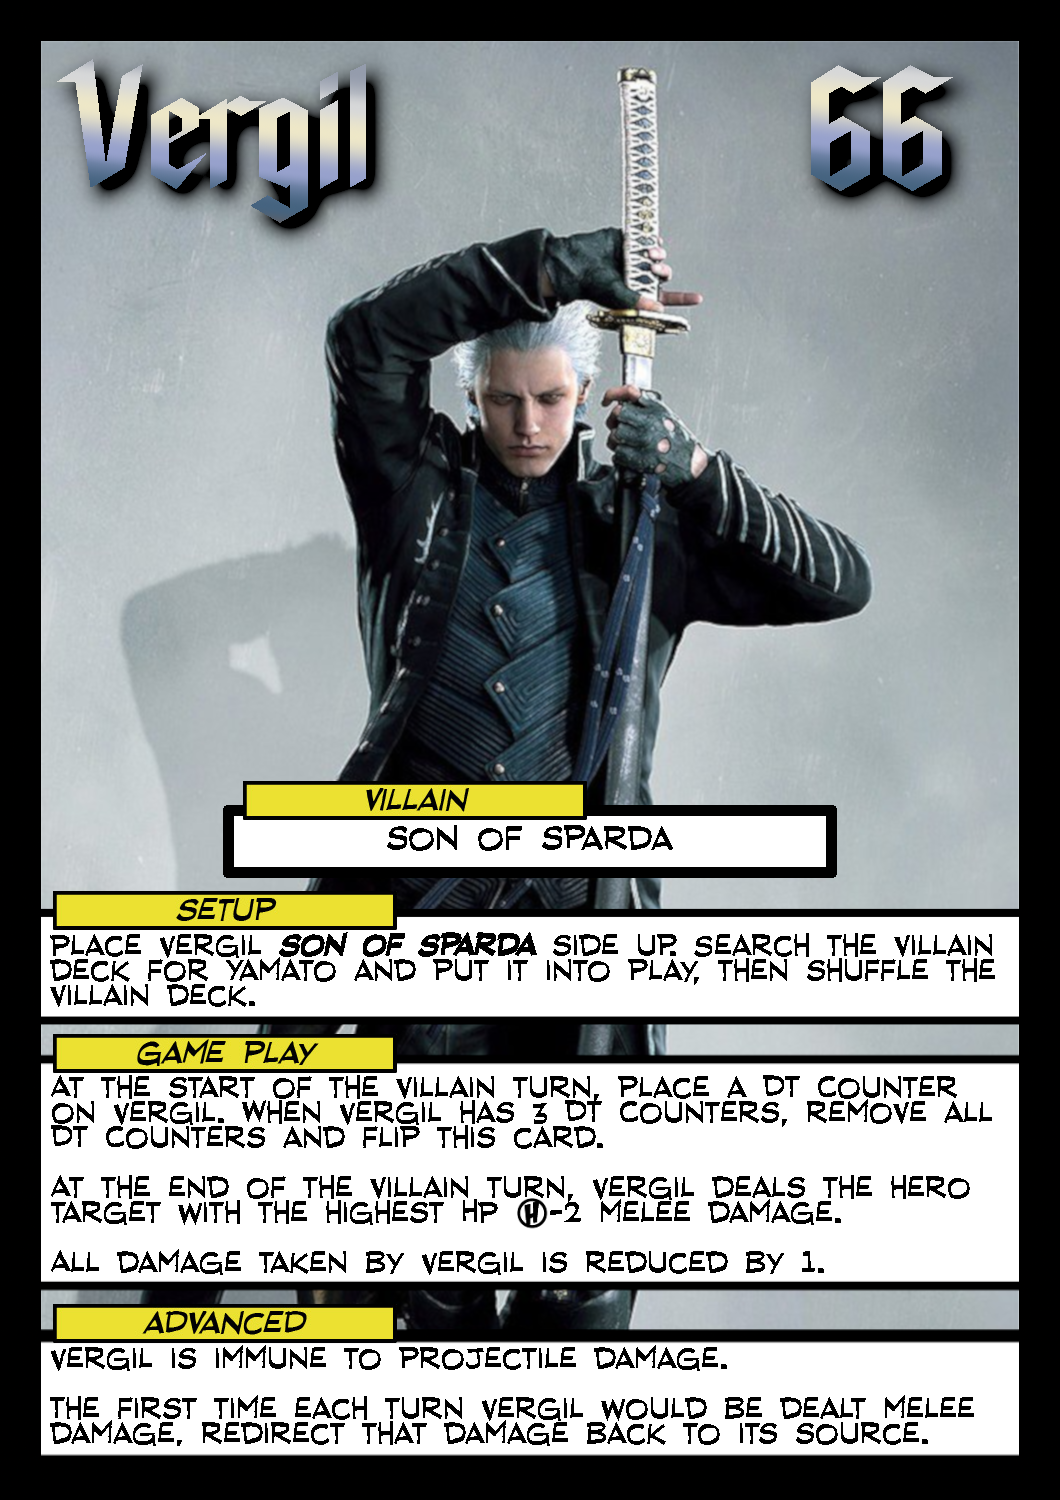 Vergil 66
VILLAIN
SON OF SPARDA
SETUP
PLACE VERGIL SON OF SPARDA SIDE UP. SEARCH THE VILLAIN
DECK FOR YAMATO AND PUT IT INTO PLAY, THEN SHUFFLE THE
VILLAIN DECK.
GAME PLAY
AT THE START OF THE VILLAIN TURN, PLACE A DT COUNTER
ON VERGIL. WHEN VERGIL HAS 3 DT COUNTERS, REMOVE ALL
DT COUNTERS AND FLIP THIS CARD.
AT THE END OF THE VILLAIN TURN, VERGIL DEALS THE HERO
TARGET WITH THE HIGHEST HP H-2 MELEE DAMAGE.
ALL DAMAGE TAKEN BY VERGIL IS REDUCED BY 1.
ADVANCED
VERGIL IS IMMUNE TO PROJECTILE DAMAGE.
THE FIRST TIME EACH TURN VERGIL WOULD BE DEALT MELEE
DAMAGE, REDIRECT THAT DAMAGE BACK TO ITS SOURCE.